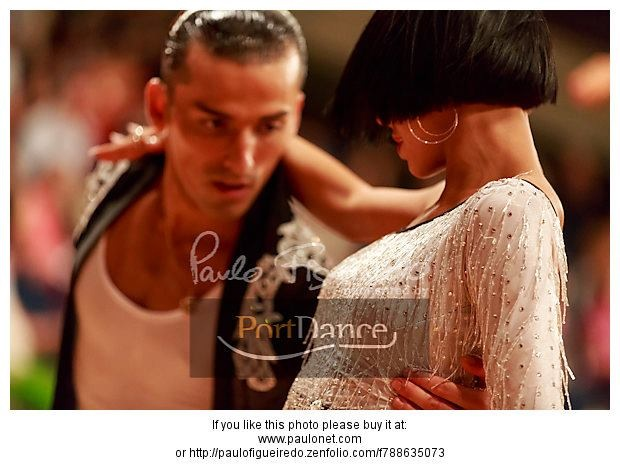 Paulo
PortDance
If you like this photo please buy it at:
www.paulonet.com
or http://paulofigueiredo.zenfolio.com/f788635073